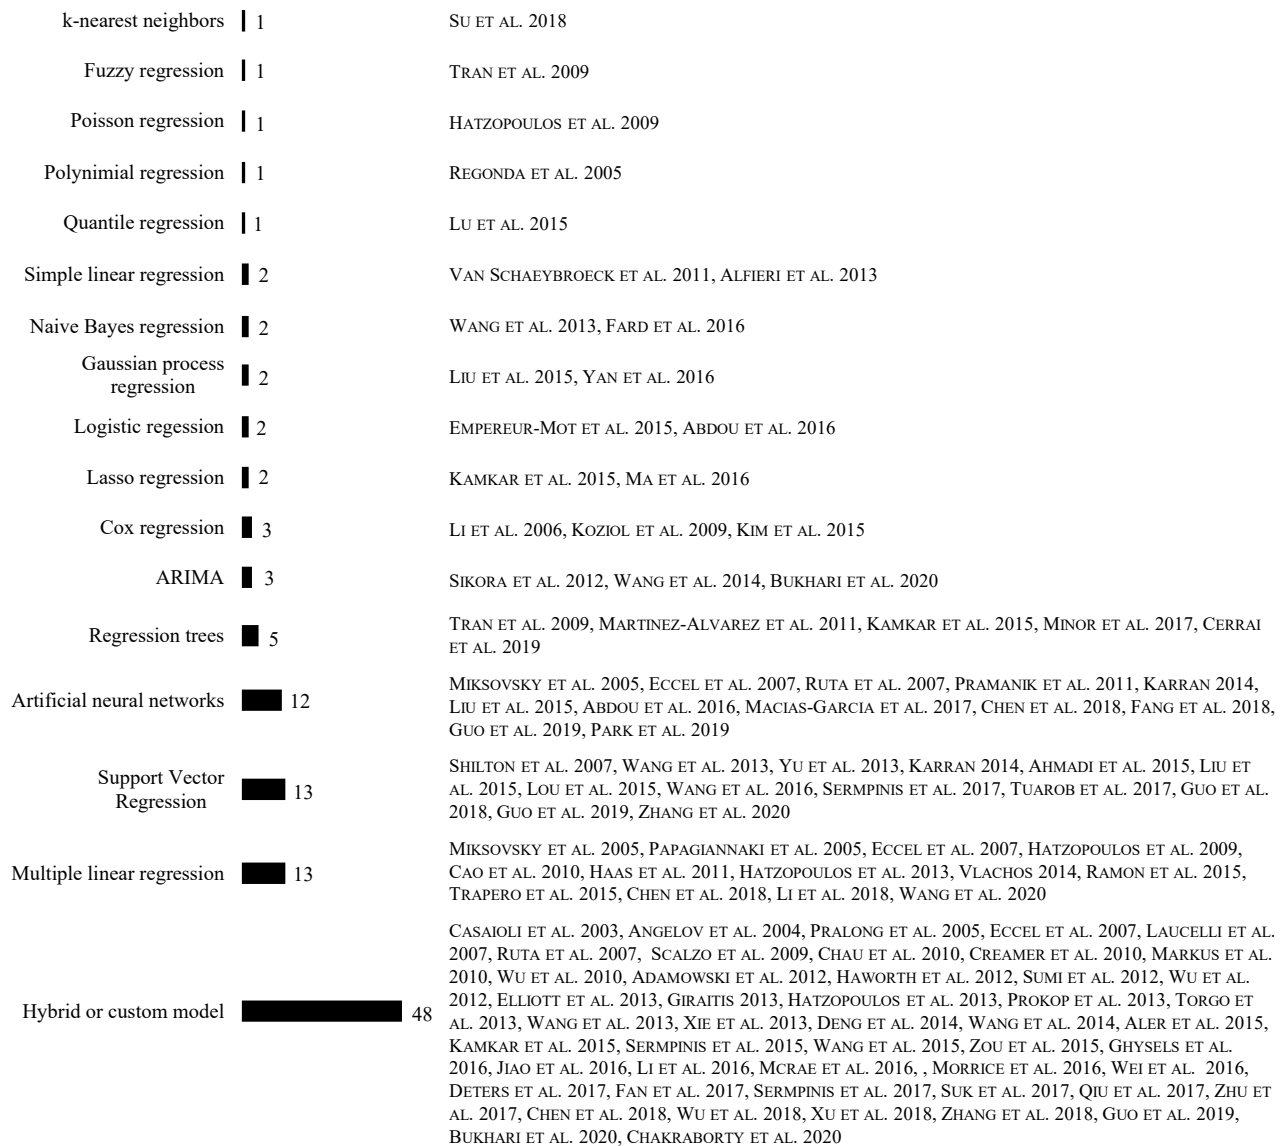 k-nearest neighbors 1 SU ET AL. 2018
Fuzzy regression 1 TRAN ET AL. 2009
Poisson regression 1 HATZOPOULOS ET AL. 2009
Polynimial regression 1 REGONDA ET AL. 2005
Quantile regression 1 LU ET AL. 2015
Simple linear regression 2 VAN SCHAEYBROECK ET AL. 2011, ALFIERI ET AL. 2013
Naive Bayes regression 2 WANG ET AL. 2013, FARD ET AL. 2016
Gaussian process
regression 2 LIU ET AL. 2015, YAN ET AL. 2016
Logistic regession 2 EMPEREUR-MOT ET AL. 2015, ABDOU ET AL. 2016
Lasso regression 2 KAMKAR ET AL. 2015, MA ET AL. 2016
Cox regression 3 LI ET AL. 2006, KOZIOL ET AL. 2009, KIM ET AL. 2015
ARIMA 3 SIKORA ET AL. 2012, WANG ET AL. 2014, BUKHARI ET AL. 2020
Regression trees 5
TRAN ET AL. 2009, MARTINEZ-ALVAREZ ET AL. 2011, KAMKAR ET AL. 2015, MINOR ET AL. 2017, CERRAI
ET AL. 2019
Artificial neural networks 12
MIKSOVSKY ET AL. 2005, ECCEL ET AL. 2007, RUTA ET AL. 2007, PRAMANIK ET AL. 2011, KARRAN 2014,
LIU ET AL. 2015, ABDOU ET AL. 2016, MACIAS-GARCIA ET AL. 2017, CHEN ET AL. 2018, FANG ET AL. 2018,
GUO ET AL. 2019, PARK ET AL. 2019
Support Vector
Regression 13
SHILTON ET AL. 2007, WANG ET AL. 2013, YU ET AL. 2013, KARRAN 2014, AHMADI ET AL. 2015, LIU ET
AL. 2015, LOU ET AL. 2015, WANG ET AL. 2016, SERMPINIS ET AL. 2017, TUAROB ET AL. 2017, GUO ET AL.
2018, GUO ET AL. 2019, ZHANG ET AL. 2020
Multiple linear regression 13
MIKSOVSKY ET AL. 2005, PAPAGIANNAKI ET AL. 2005, ECCEL ET AL. 2007, HATZOPOULOS ET AL. 2009,
CAO ET AL. 2010, HAAS ET AL. 2011, HATZOPOULOS ET AL. 2013, VLACHOS 2014, RAMON ET AL. 2015,
TRAPERO ET AL. 2015, CHEN ET AL. 2018, LI ET AL. 2018, WANG ET AL. 2020
Hybrid or custom model 48
CASAIOLI ET AL. 2003, ANGELOV ET AL. 2004, PRALONG ET AL. 2005, ECCEL ET AL. 2007, LAUCELLI ET AL.
2007, RUTA ET AL. 2007, SCALZO ET AL. 2009, CHAU ET AL. 2010, CREAMER ET AL. 2010, MARKUS ET AL.
2010, WU ET AL. 2010, ADAMOWSKI ET AL. 2012, HAWORTH ET AL. 2012, SUMI ET AL. 2012, WU ET AL.
2012, ELLIOTT ET AL. 2013, GIRAITIS 2013, HATZOPOULOS ET AL. 2013, PROKOP ET AL. 2013, TORGO ET
AL. 2013, WANG ET AL. 2013, XIE ET AL. 2013, DENG ET AL. 2014, WANG ET AL. 2014, ALER ET AL. 2015,
KAMKAR ET AL. 2015, SERMPINIS ET AL. 2015, WANG ET AL. 2015, ZOU ET AL. 2015, GHYSELS ET AL.
2016, JIAO ET AL. 2016, LI ET AL. 2016, MCRAE ET AL. 2016, , MORRICE ET AL. 2016, WEI ET AL. 2016,
DETERS ET AL. 2017, FAN ET AL. 2017, SERMPINIS ET AL. 2017, SUK ET AL. 2017, QIU ET AL. 2017, ZHU ET
AL. 2017, CHEN ET AL. 2018, WU ET AL. 2018, XU ET AL. 2018, ZHANG ET AL. 2018, GUO ET AL. 2019,
BUKHARI ET AL. 2020, CHAKRABORTY ET AL. 2020